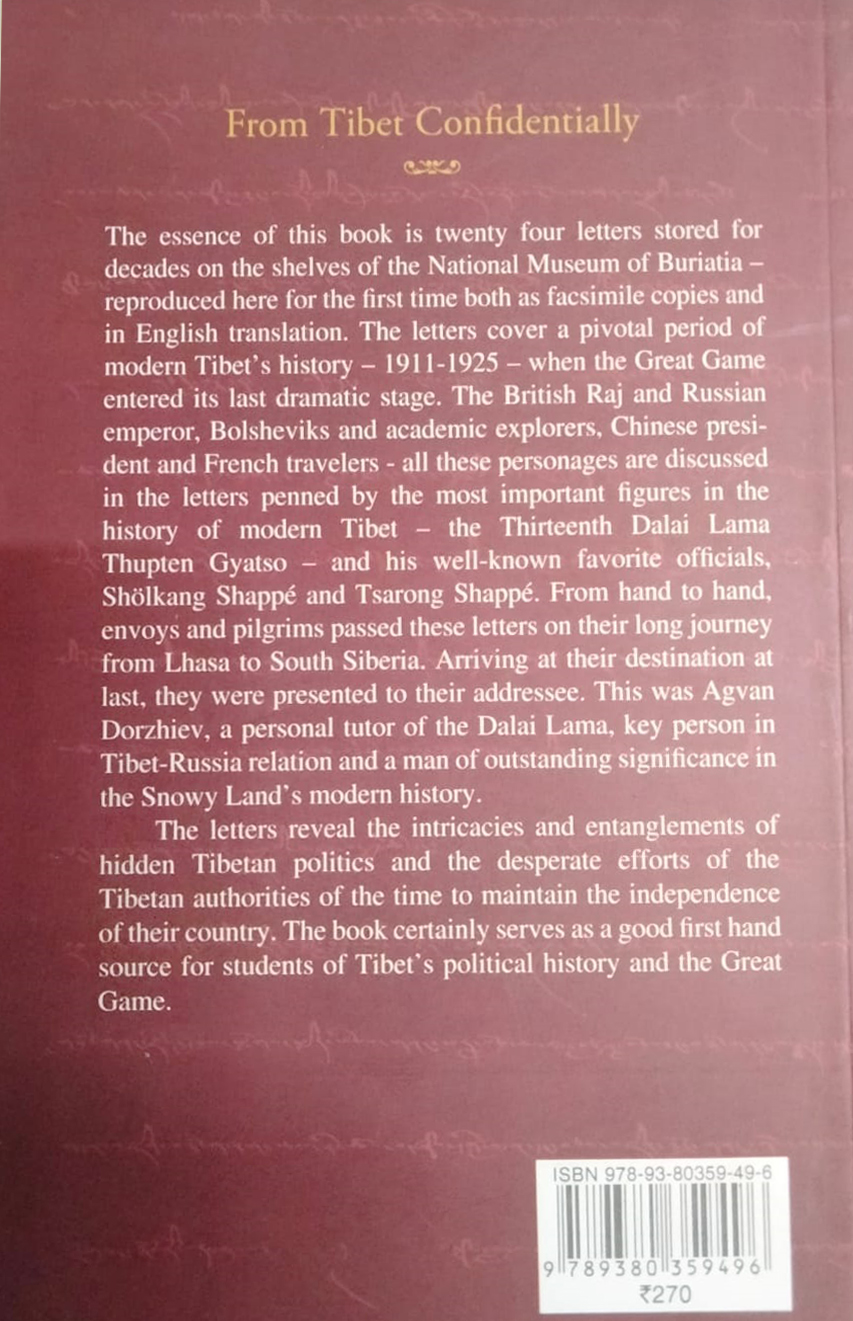 From Tibet Confidentially
The essence of this book is twenty four letters stored for
decades on the shelves of the National Museum of Buriatia –
reproduced here for the first time both as facsimile copies and
in English translation. The letters cover a pivotal period of
modern Tibet's history – 1911-1925 – when the Great Game
entered its last dramatic stage. The British Raj and Russian
emperor, Bolsheviks and academic explorers, Chinese presi-
dent and French travelers - all these personages are discussed
in the letters penned by the most important figures in the
history of modern Tibet – the Thirteenth Dalai Lama
Thupten Gyatso – and his well-known favorite officials,
Shölkang Shappé and Tsarong Shappé. From hand to hand,
envoys and pilgrims passed these letters on their long journey
from Lhasa to South Siberia. Arriving at their destination at
last, they were presented to their addressee. This was Agvan
Dorzhiev, a personal tutor of the Dalai Lama, key person in
Tibet-Russia relation and a man of outstanding significance in
the Snowy Land's modern history.
The letters reveal the intricacies and entanglements of
hidden Tibetan politics and the desperate efforts of the
Tibetan authorities of the time to maintain the independence
of their country. The book certainly serves as a good first hand
source for students of Tibet's political history and the Great
Game.
ISBN 978-93-80359-49-6
9 789380 359496
₹270